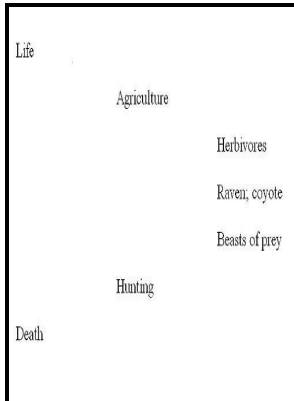 Life
Agriculture
Herbivores
Raven; coyote
Beasts of prey
Hunting
Death